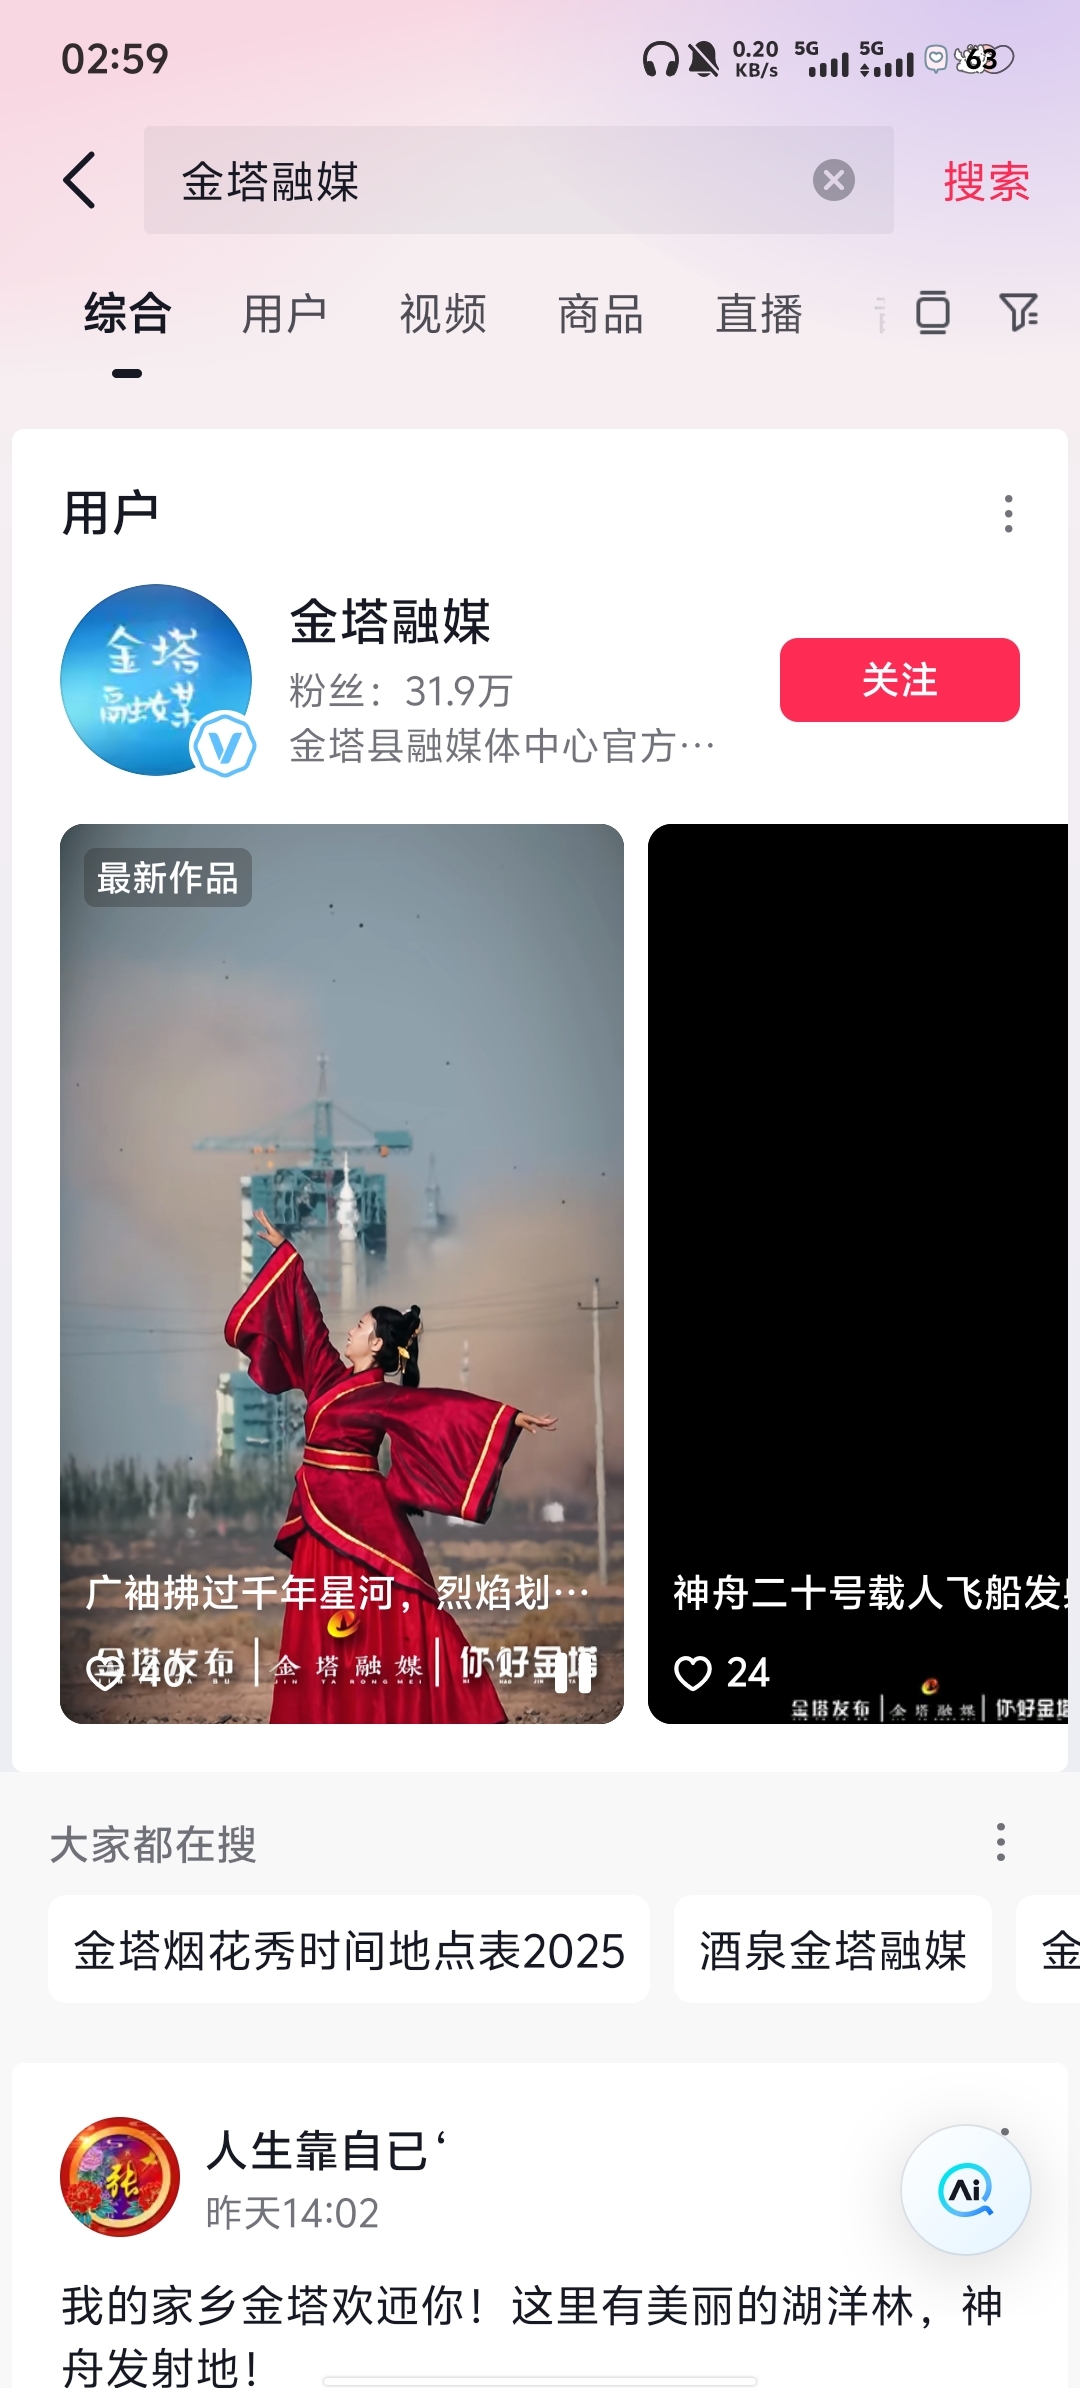 02:59
0.20
KB/s
5G
5G
63
金塔融媒
搜索
综合
用户
视频
商品
直播
用户
金塔融媒
金塔融媒
粉丝：31.9万
关注
金塔县融媒体中心官方…
最新作品
广袖拂过千年星河，烈焰划…
金塔发布 | 金塔融媒 | 你好金塔
40
神舟二十号载人飞船发射
24
金塔发布 | 金塔融媒 | 你好金塔
大家都在搜
金塔烟花秀时间地点表2025
酒泉金塔融媒
金
张
人生靠自己‘
昨天14:02
Ai
我的家乡金塔欢迊你！这里有美丽的湖洋林，神
舟发射地！